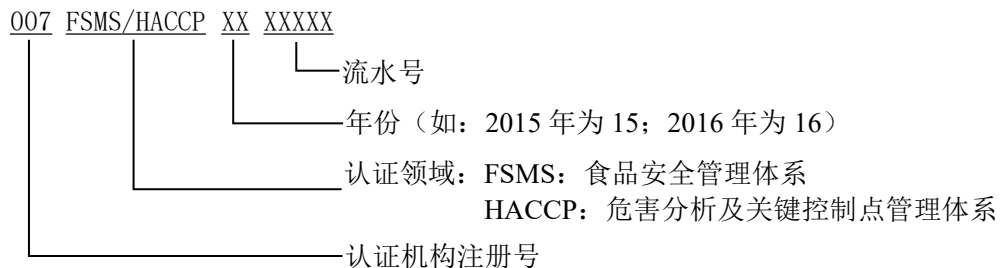 007 FSMS/HACCP XX XXXXX
流水号
年份（如：2015 年为 15；2016 年为 16）
认证领域：FSMS：食品安全管理体系
HACCP：危害分析及关键控制点管理体系
认证机构注册号